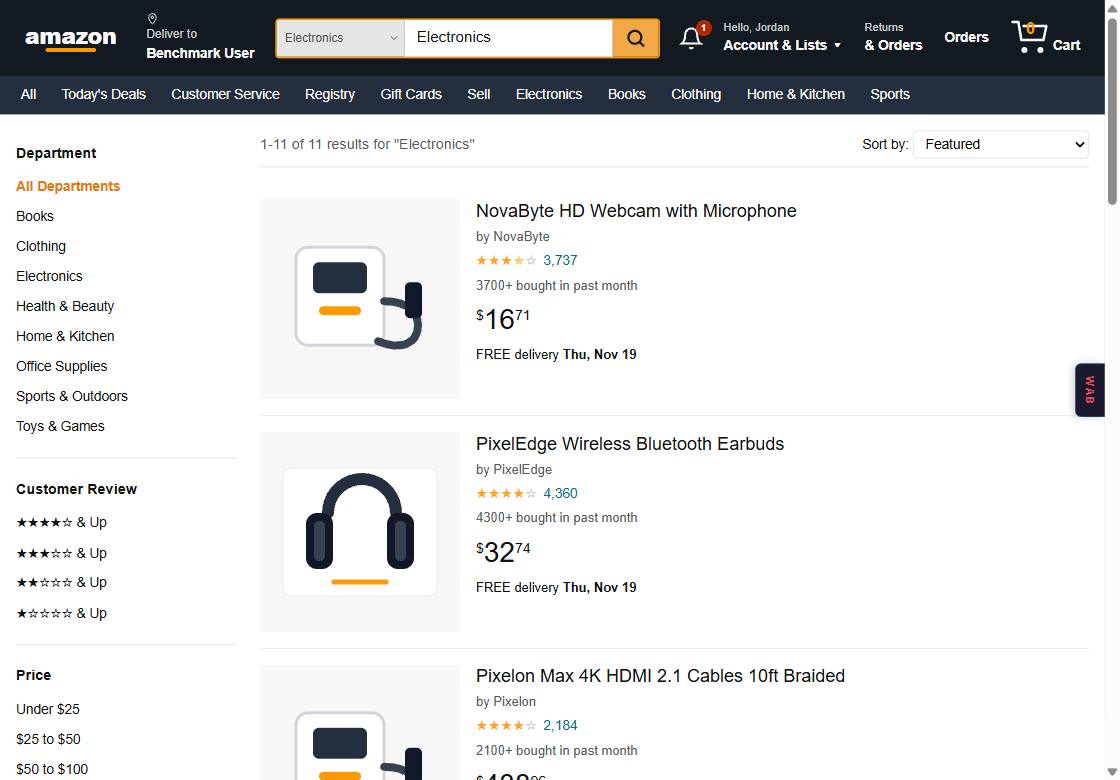 amazon
Deliver to
Benchmark User
Electronics
Electronics
1
Hello, Jordan
Account & Lists
Returns
& Orders
Orders
0
Cart
All
Today's Deals
Customer Service
Registry
Gift Cards
Sell
Electronics
Books
Clothing
Home & Kitchen
Sports
Department
All Departments
Books
Clothing
Electronics
Health & Beauty
Home & Kitchen
Office Supplies
Sports & Outdoors
Toys & Games
Customer Review
★★★★☆ & Up
★★★☆☆ & Up
★★☆☆☆ & Up
★☆☆☆☆ & Up
Price
Under $25
$25 to $50
$50 to $100
1-11 of 11 results for "Electronics"
Sort by:
Featured
NovaByte HD Webcam with Microphone
by NovaByte
3,737
3700+ bought in past month
$1671
FREE delivery Thu, Nov 19
PixelEdge Wireless Bluetooth Earbuds
by PixelEdge
4,360
4300+ bought in past month
$3274
FREE delivery Thu, Nov 19
Pixelon Max 4K HDMI 2.1 Cables 10ft Braided
by Pixelon
2,184
2100+ bought in past month
WAB